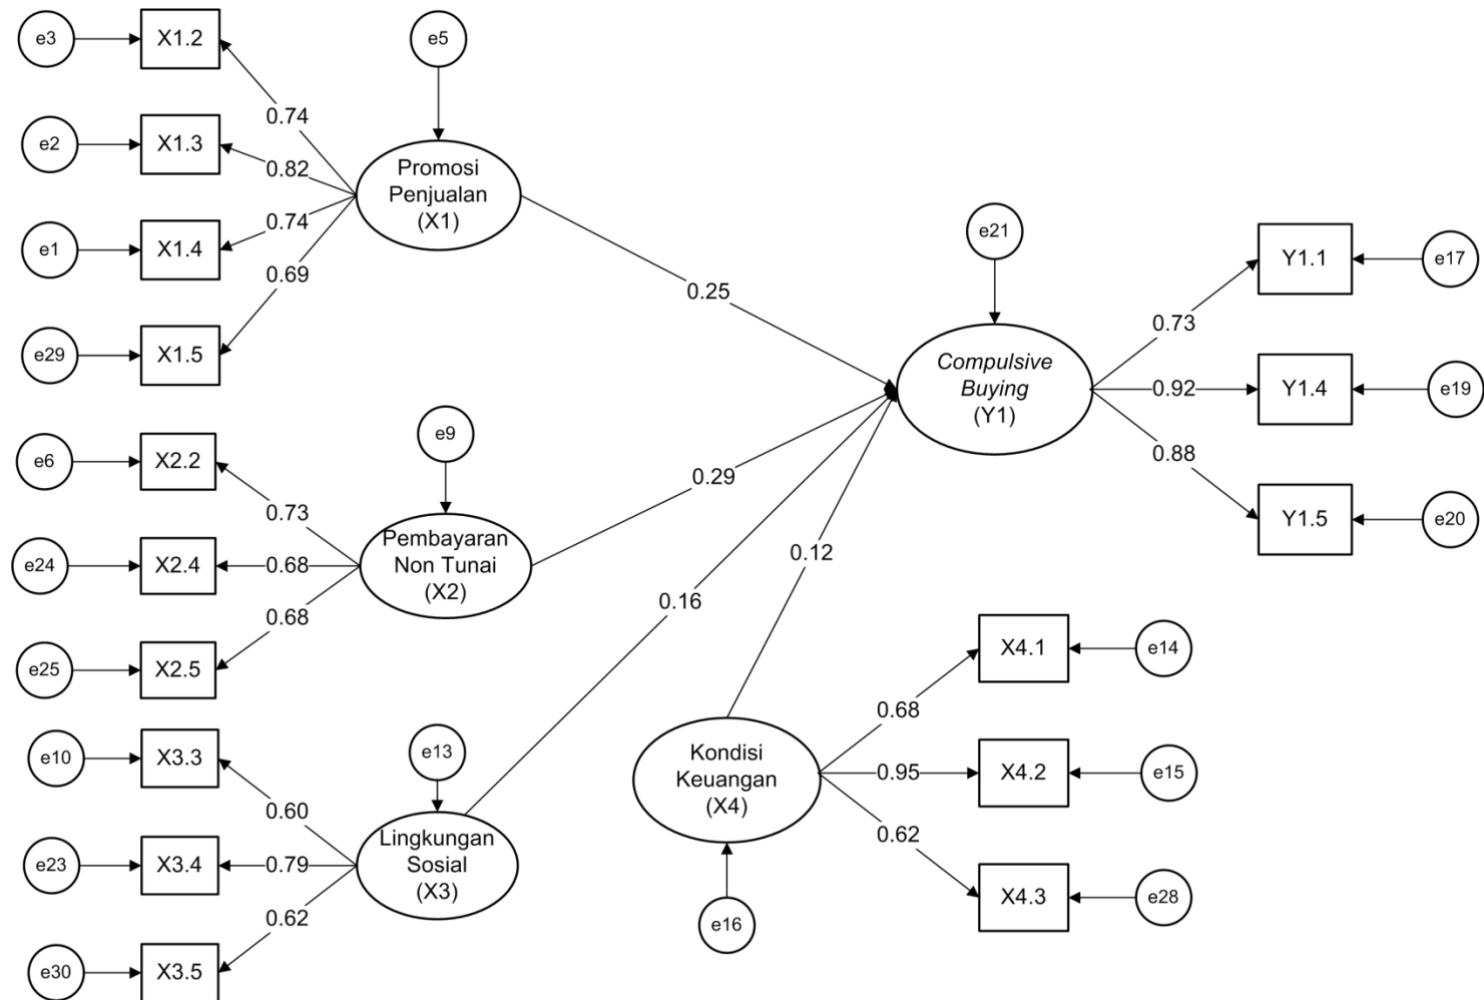 e3
X1.2
e5
0.74
e2
X1.3
0.82
Promosi
Penjualan
(X1)
0.74
e1
X1.4
0.69
e29
X1.5
0.25
e21
Compulsive
Buying
(Y1)
Y1.1
e17
0.73
0.92
Y1.4
e19
0.88
Y1.5
e20
e6
X2.2
e9
0.73
Pembayaran
Non Tunai
(X2)
0.29
e24
X2.4
0.68
0.68
e25
X2.5
0.16
0.12
e10
X3.3
e13
0.60
Lingkungan
Sosial
(X3)
e23
X3.4
0.79
0.62
e30
X3.5
Kondisi
Keuangan
(X4)
e16
X4.1
e14
0.68
0.95
X4.2
e15
0.62
X4.3
e28